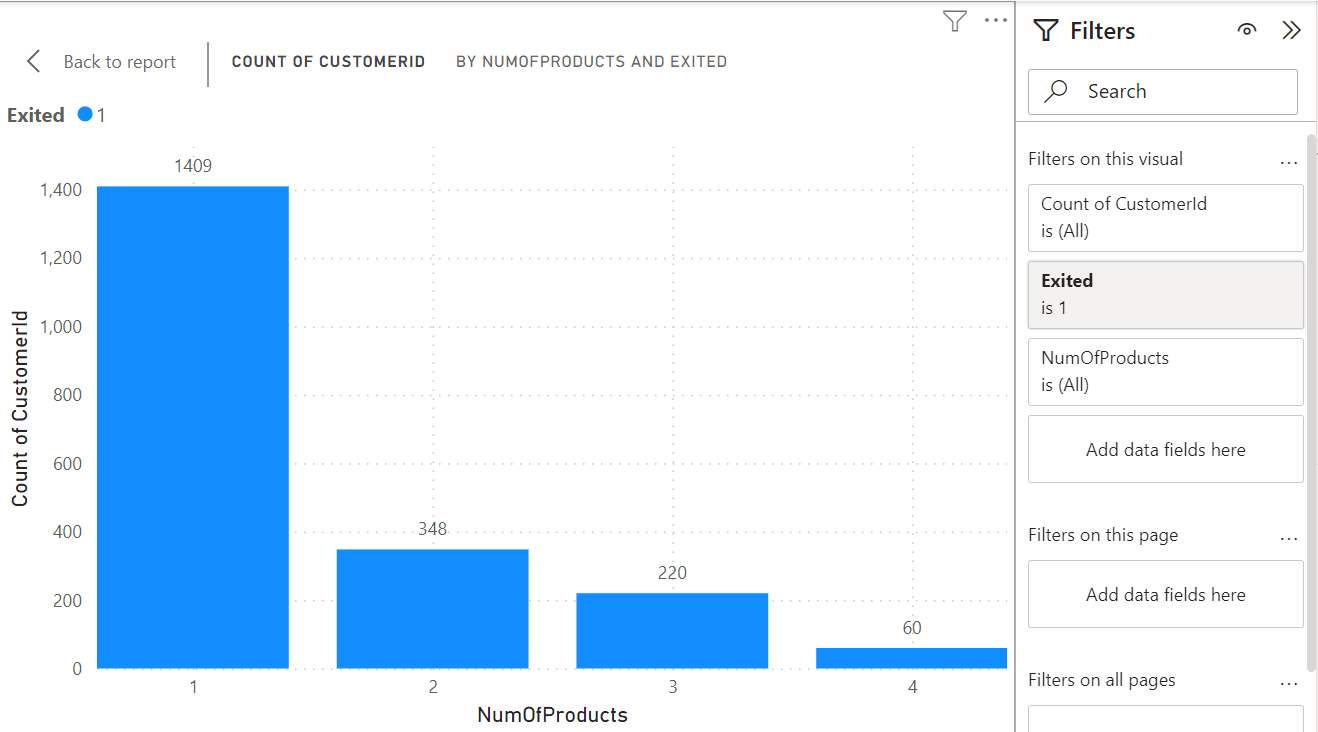 Back to report
COUNT OF CUSTOMERID
BY NUMOFPRODUCTS AND EXITED
Exited 1
1409
348
220
60
1,400
1,200
1,000
800
600
400
200
0
Count of CustomerId
1 2 3 4
NumOfProducts
Filters
Search
Filters on this visual
Count of CustomerId
is (All)
Exited
is 1
NumOfProducts
is (All)
Add data fields here
Filters on this page
Add data fields here
Filters on all pages